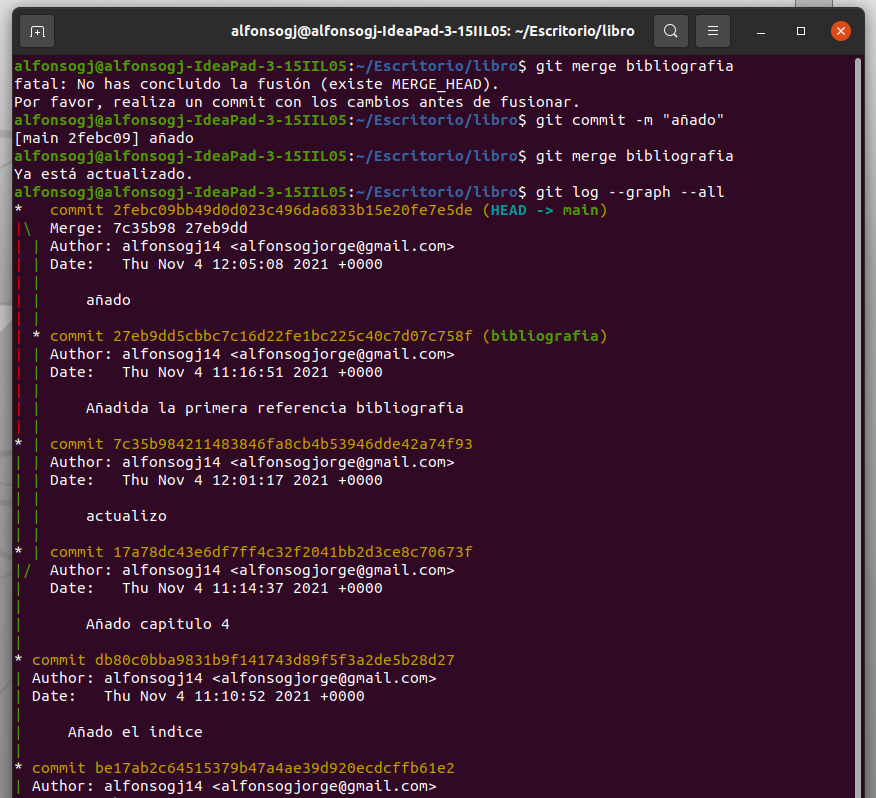 alfonsogj@alfonsogj-IdeaPad-3-15IIL05: ~/Escritorio/libro
alfonsogj@alfonsogj-IdeaPad-3-15IIL05:~/Escritorio/libro$ git merge bibliografia
fatal: No has concluido la fusión (existe MERGE_HEAD).
Por favor, realiza un commit con los cambios antes de fusionar.
alfonsogj@alfonsogj-IdeaPad-3-15IIL05:~/Escritorio/libro$ git commit -m "añado"
[main 2febc09] añado
alfonsogj@alfonsogj-IdeaPad-3-15IIL05:~/Escritorio/libro$ git merge bibliografia
Ya está actualizado.
alfonsogj@alfonsogj-IdeaPad-3-15IIL05:~/Escritorio/libro$ git log --graph --all
*   commit 2febc09bb49d0d023c496da6833b15e20fe7e5de (HEAD -> main)
|\  Merge: 7c35b98 27eb9dd
| | Author: alfonsogj14 <alfonsogjorge@gmail.com>
| | Date:   Thu Nov 4 12:05:08 2021 +0000
| |
| |     añado
| |
| * commit 27eb9dd5cbbc7c16d22fe1bc225c40c7d07c758f (bibliografia)
| | Author: alfonsogj14 <alfonsogjorge@gmail.com>
| | Date:   Thu Nov 4 11:16:51 2021 +0000
| |
| |     Añadida la primera referencia bibliografia
| |
* | commit 7c35b984211483846fa8cb4b53946dde42a74f93
| | Author: alfonsogj14 <alfonsogjorge@gmail.com>
| | Date:   Thu Nov 4 12:01:17 2021 +0000
| |
| |     actualizo
| |
* | commit 17a78dc43e6df7ff4c32f2041bb2d3ce8c70673f
|/  Author: alfonsogj14 <alfonsogjorge@gmail.com>
|   Date:   Thu Nov 4 11:14:37 2021 +0000
|
|       Añado capitulo 4
|
* commit db80c0bba9831b9f141743d89f5f3a2de5b28d27
| Author: alfonsogj14 <alfonsogjorge@gmail.com>
| Date:   Thu Nov 4 11:10:52 2021 +0000
|
|     Añado el indice
|
* commit be17ab2c64515379b47a4ae39d920ecdcffb61e2
| Author: alfonsogj14 <alfonsogjorge@gmail.com>